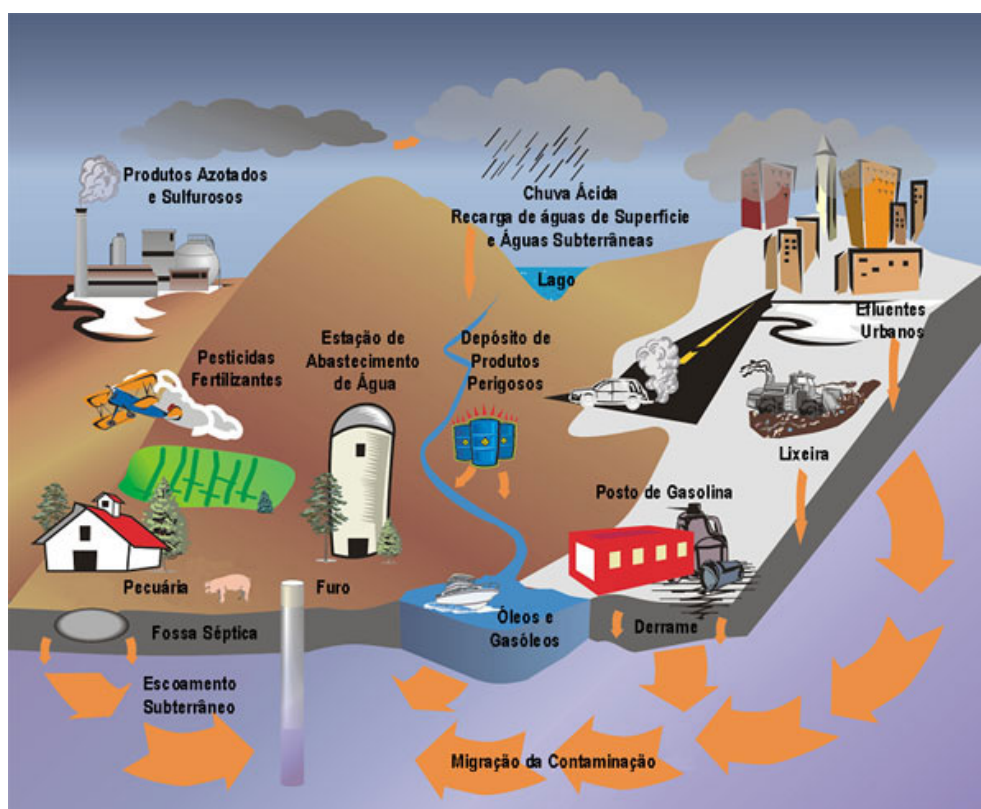 Produtos Azotados
e Sulfurosos
Chuva Ácida
Recarga de águas de Superfície
e Águas Subterrâneas
Lago
Efluentes
Urbanos
Pesticidas
Fertilizantes
Estação de
Abastecimento
de Água
Depósito de
Produtos
Perigosos
Lixeira
Posto de Gasolina
Pecuária
Furo
Fossa Séptica
Óleos e
Gasóleos
Derrame
Escoamento
Subterrâneo
Migração da Contaminação